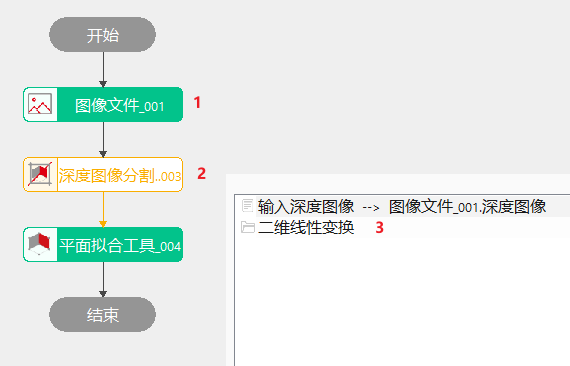 开始
图像文件_001 1
深度图像分割..003 2
平面拟合工具_004
结束
输入深度图像 --> 图像文件_001.深度图像
二维线性变换 3